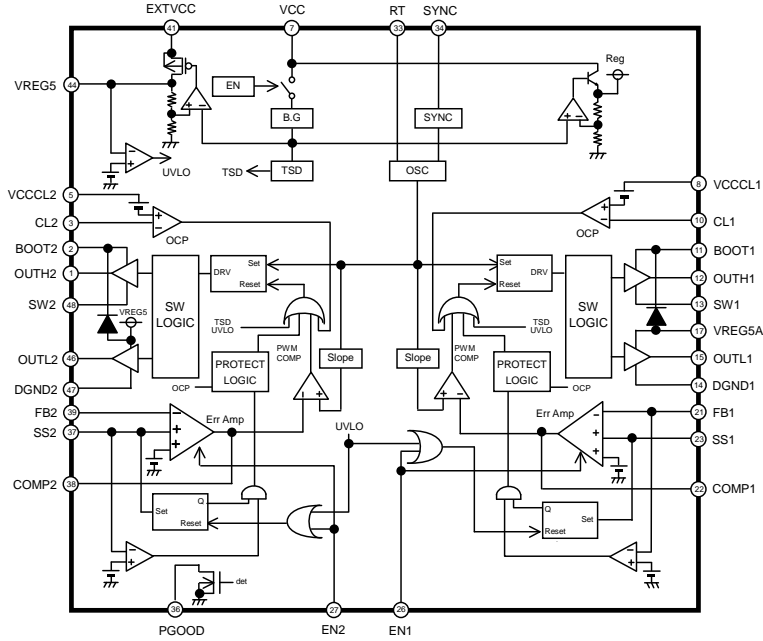 EXTVCC VCC RT SYNC
41 7 33 34
Reg
VREG5 44
EN
B.G SYNC
UVLO
TSD TSD OSC
VCCCL2 5
8 VCCCL1
CL2 3
10 CL1
OCP OCP
BOOT2 2
11 BOOT1
Set Set
DRV DRV
OUTH2 1
12 OUTH1
Reset Reset
SW LOGIC SW LOGIC
SW2 48
13 SW1
VREG5
TSD UVLO TSD UVLO
17 VREG5A
PWM COMP PWM COMP
OUTL2 46
15 OUTL1
Slope Slope
PROTECT LOGIC PROTECT LOGIC
DGND2 47
OCP OCP
14 DGND1
FB2 39
21 FB1
Err Amp Err Amp
SS2 37
23 SS1
UVLO
COMP2 38
22 COMP1
Q Q
Set Set
Reset Reset
det
36 27 26
PGOOD EN2 EN1